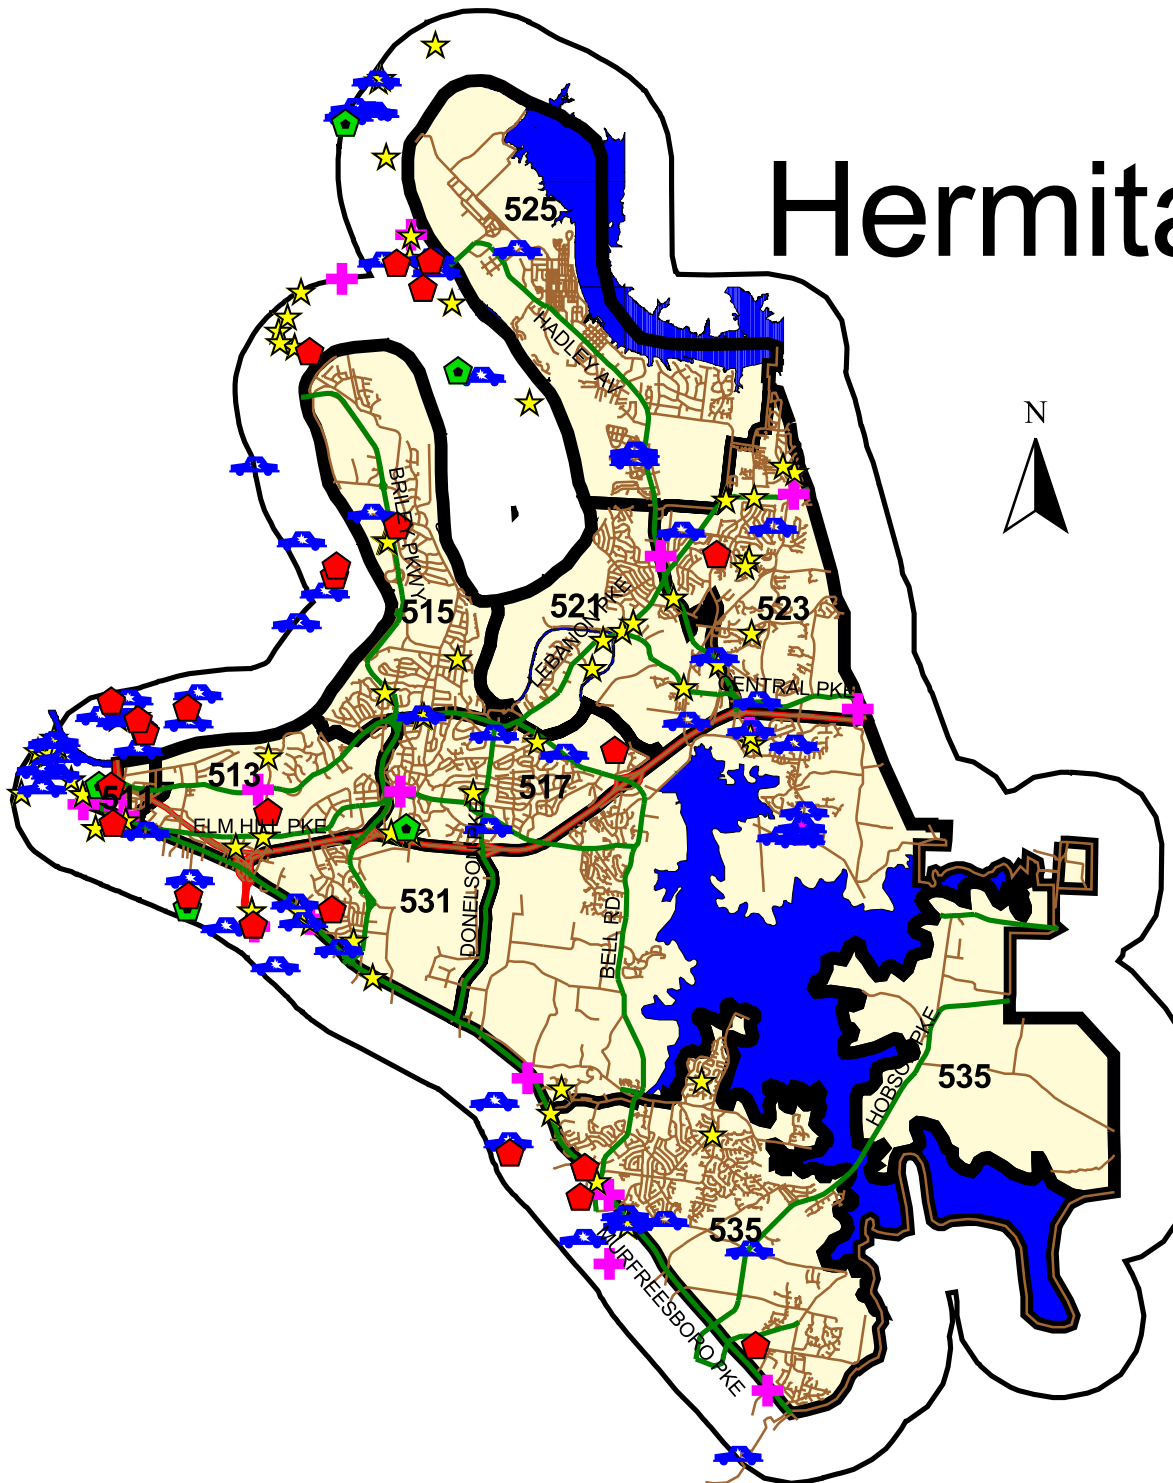 Hermita
525
HADLEY AV
N
BRILEY PKWY
515
521
LEBANON PKE
523
CENTRAL PKE
513
517
511
ELM HILL PKE
DONELSON PKE
531
BELL RD
HOBSON PKE
535
535
MURFREESBORO PKE